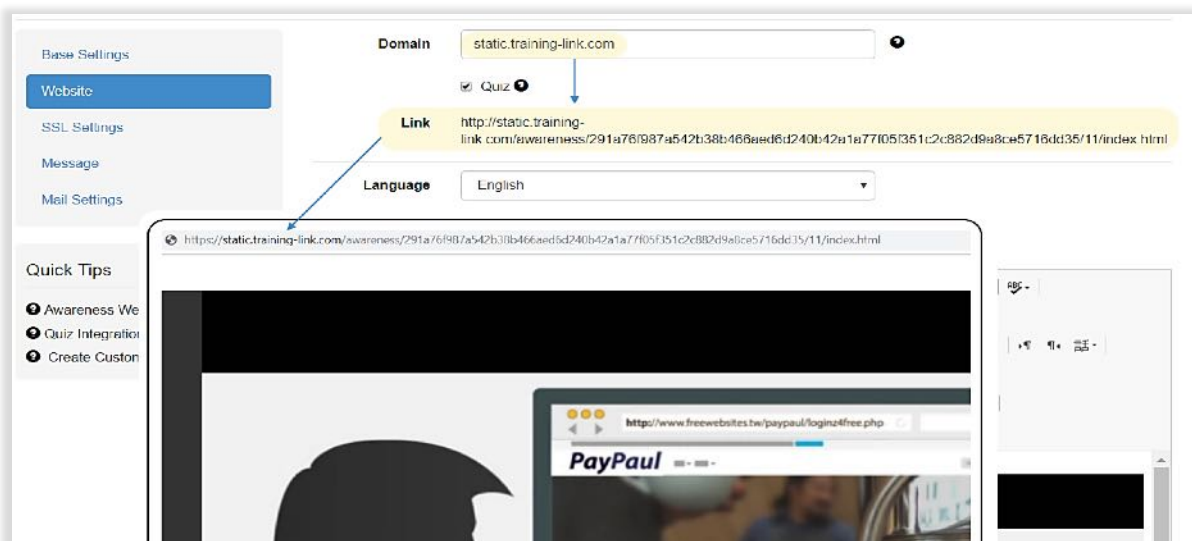 Base Settings
Website
SSL Settings
Message
Mail Settings
Quick Tips
Awareness We
Quiz Integration
Create Custon
Domain
static.training-link.com
Quiz
Link
http://static.training-
link.com/awareness/291a76f987a542b38b466aed6d240b42a1a77f05f351c2c882d9a8ce5716dd35/11/index.html
Language
English
https://static.training-link.com/awareness/291a76f987a542b38b466aed6d240b42a1a77f05f351c2c882d9a8ce5716dd35/11/index.html
http://www.freewebsites.tw/paypaul/loginz4free.php
PayPaul
ABC